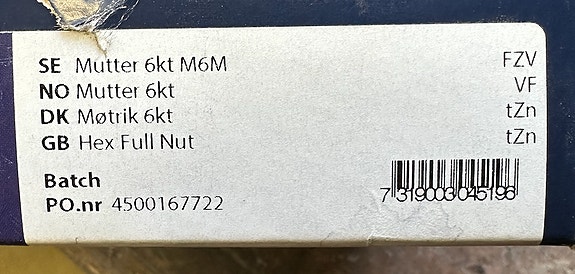 SE Mutter 6kt M6M FZV
NO Mutter 6kt VF
DK Møtrik 6kt tZn
GB Hex Full Nut tZn
Batch
PO.nr 4500167722
7 319003 045196